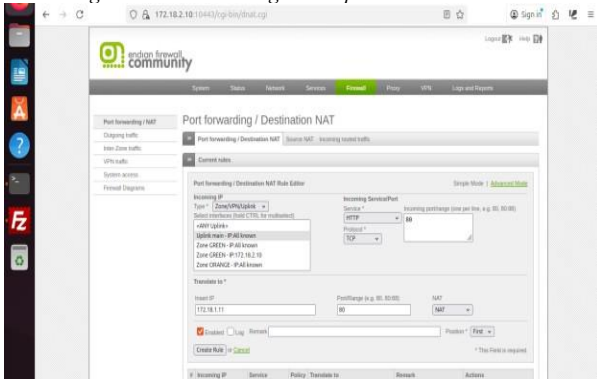 172.18.2.10:10443/cgi-bin/dnat.cgi
Sign in
endian firewall
community
Logout Help
System Status Network Services Firewall Proxy VPN Logs and Reports
Port forwarding / NAT
Outgoing traffic
Inter-Zone traffic
VPN traffic
System access
Firewall Diagrams
Port forwarding / Destination NAT
Port forwarding / Destination NAT Source NAT Incoming routed traffic
Current rules
Port forwarding / Destination NAT Rule Editor Simple Mode | Advanced Mode
Incoming IP Incoming Service/Port
Type * Zone/VPN/Uplink Service * Incoming port/range (one per line, e.g. 80, 80:88)
Select interfaces (hold CTRL for multiselect) HTTP 80
<ANY Uplink> Protocol *
Uplink main - IP:All known TCP
Zone GREEN - IP:All known
Zone GREEN - IP:172.18.2.10
Zone ORANGE - IP:All known
Translate to *
Insert IP Port/Range (e.g. 80, 80:88) NAT
172.18.1.11 80 NAT
Enabled Log Remark Position * First
Create Rule or Cancel * This Field is required.
# Incoming IP Service Policy Translate to Remark Actions